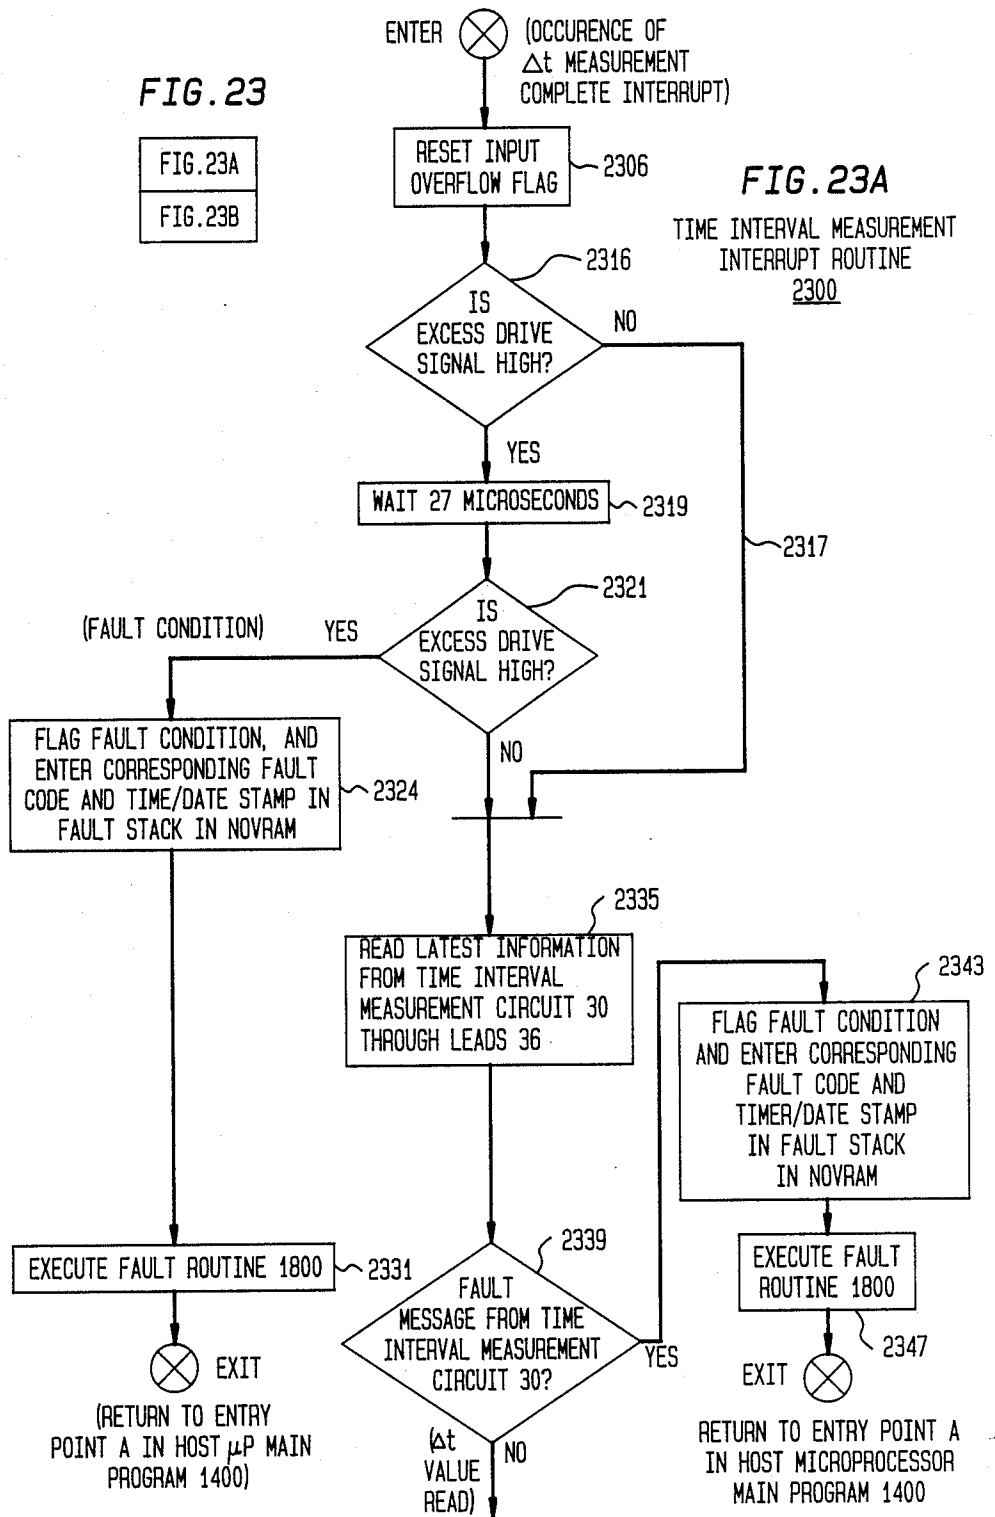 ENTER
(OCCURENCE OF
Δt MEASUREMENT
COMPLETE INTERRUPT)
FIG.23
FIG.23A
FIG.23B
RESET INPUT
OVERFLOW FLAG
2306
FIG.23A
TIME INTERVAL MEASUREMENT
INTERRUPT ROUTINE
2300
2316
IS
EXCESS DRIVE
SIGNAL HIGH?
NO
YES
WAIT 27 MICROSECONDS
2319
2317
2321
IS
EXCESS DRIVE
SIGNAL HIGH?
(FAULT CONDITION)
YES
NO
FLAG FAULT CONDITION, AND
ENTER CORRESPONDING FAULT
CODE AND TIME/DATE STAMP IN
FAULT STACK IN NOVRAM
2324
2335
READ LATEST INFORMATION
FROM TIME INTERVAL
MEASUREMENT CIRCUIT 30
THROUGH LEADS 36
2343
FLAG FAULT CONDITION
AND ENTER CORRESPONDING
FAULT CODE AND
TIMER/DATE STAMP
IN FAULT STACK
IN NOVRAM
EXECUTE FAULT ROUTINE 1800
2331
2339
FAULT
MESSAGE FROM TIME
INTERVAL MEASUREMENT
CIRCUIT 30?
YES
EXECUTE FAULT
ROUTINE 1800
2347
EXIT
(RETURN TO ENTRY
POINT A IN HOST µP MAIN
PROGRAM 1400)
(Δt
VALUE
READ)
NO
EXIT
RETURN TO ENTRY POINT A
IN HOST MICROPROCESSOR
MAIN PROGRAM 1400